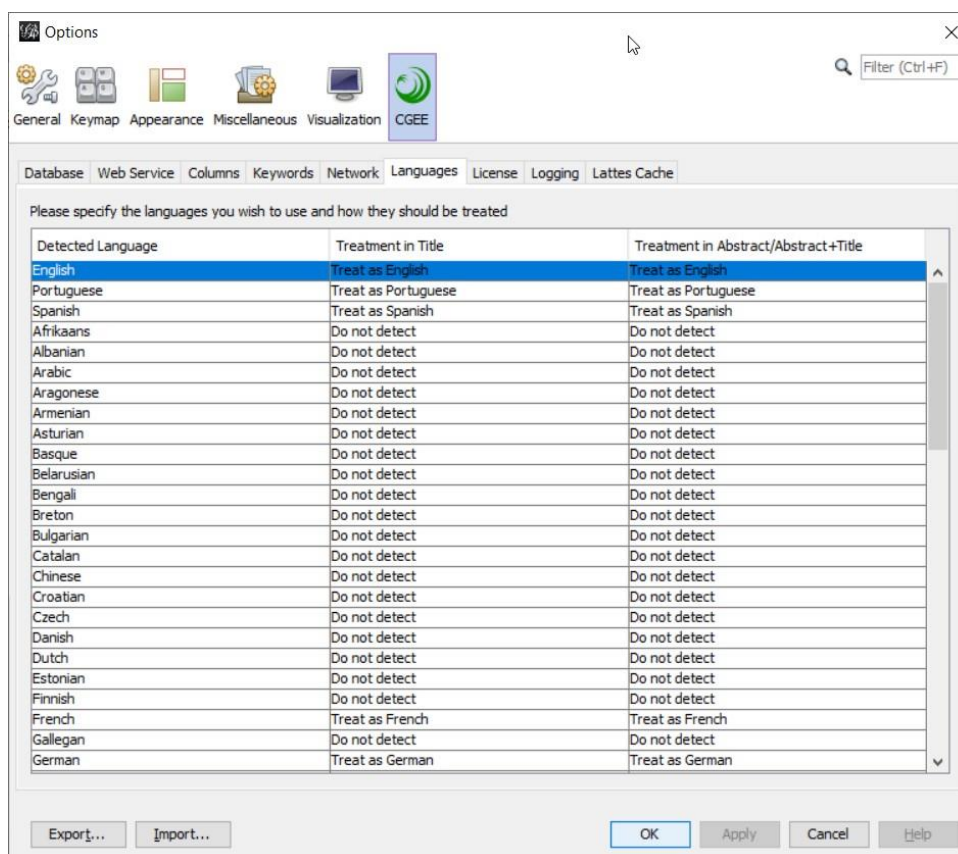 Options
Filter (Ctrl+F)
General Keymap Appearance Miscellaneous Visualization CGEE
Database Web Service Columns Keywords Network Languages License Logging Lattes Cache
Please specify the languages you wish to use and how they should be treated
Detected Language Treatment in Title Treatment in Abstract/Abstract+Title
English Treat as English Treat as English
Portuguese Treat as Portuguese Treat as Portuguese
Spanish Treat as Spanish Treat as Spanish
Afrikaans Do not detect Do not detect
Albanian Do not detect Do not detect
Arabic Do not detect Do not detect
Aragonese Do not detect Do not detect
Armenian Do not detect Do not detect
Asturian Do not detect Do not detect
Basque Do not detect Do not detect
Belarusian Do not detect Do not detect
Bengali Do not detect Do not detect
Breton Do not detect Do not detect
Bulgarian Do not detect Do not detect
Catalan Do not detect Do not detect
Chinese Do not detect Do not detect
Croatian Do not detect Do not detect
Czech Do not detect Do not detect
Danish Do not detect Do not detect
Dutch Do not detect Do not detect
Estonian Do not detect Do not detect
Finnish Do not detect Do not detect
French Treat as French Treat as French
Gallegan Do not detect Do not detect
German Treat as German Treat as German
Export... Import... OK Apply Cancel Help